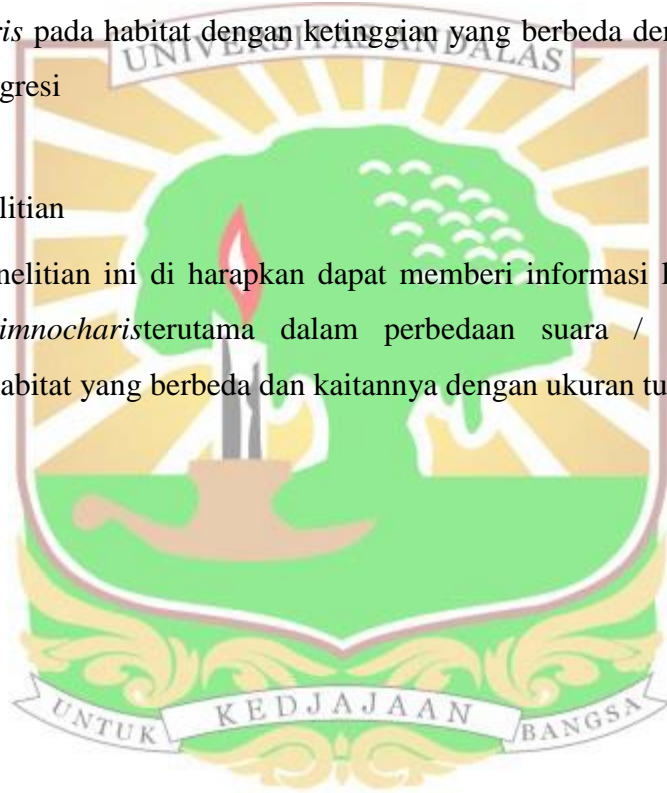 ris pada habitat dengan ketinggian yang berbeda den
UNIVERSITAS ANDALAS
gresi
litian
nelitian ini di harapkan dapat memberi informasi
imnocharisterutama dalam perbedaan suara /
abitat yang berbeda dan kaitannya dengan ukuran tu
UNTUK KEDJAJAAN BANGSA